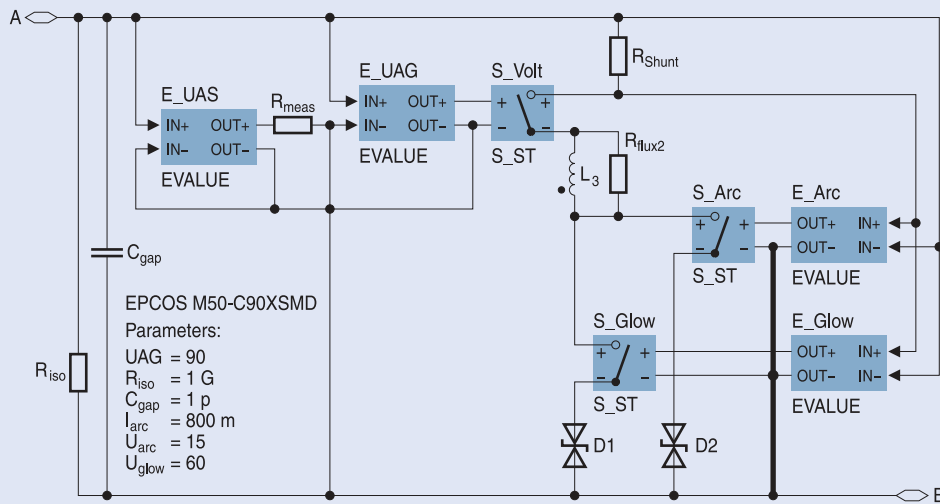 A
R_Shunt
E_UAG
S_Volt
E_UAS
R_meas
IN+ OUT+
IN– OUT–
EVALUE
IN+ OUT+
IN– OUT–
EVALUE
+ +
– –
S_ST
R_flux2
L_3
S_Arc
E_Arc
+ +
– –
S_ST
OUT+ IN+
OUT– IN–
EVALUE
C_gap
EPCOS M50-C90XSMD
Parameters:
UAG = 90
R_iso = 1 G
C_gap = 1 p
I_arc = 800 m
U_arc = 15
U_glow = 60
R_iso
S_Glow
E_Glow
+ +
– –
S_ST
OUT+ IN+
OUT– IN–
EVALUE
D1
D2